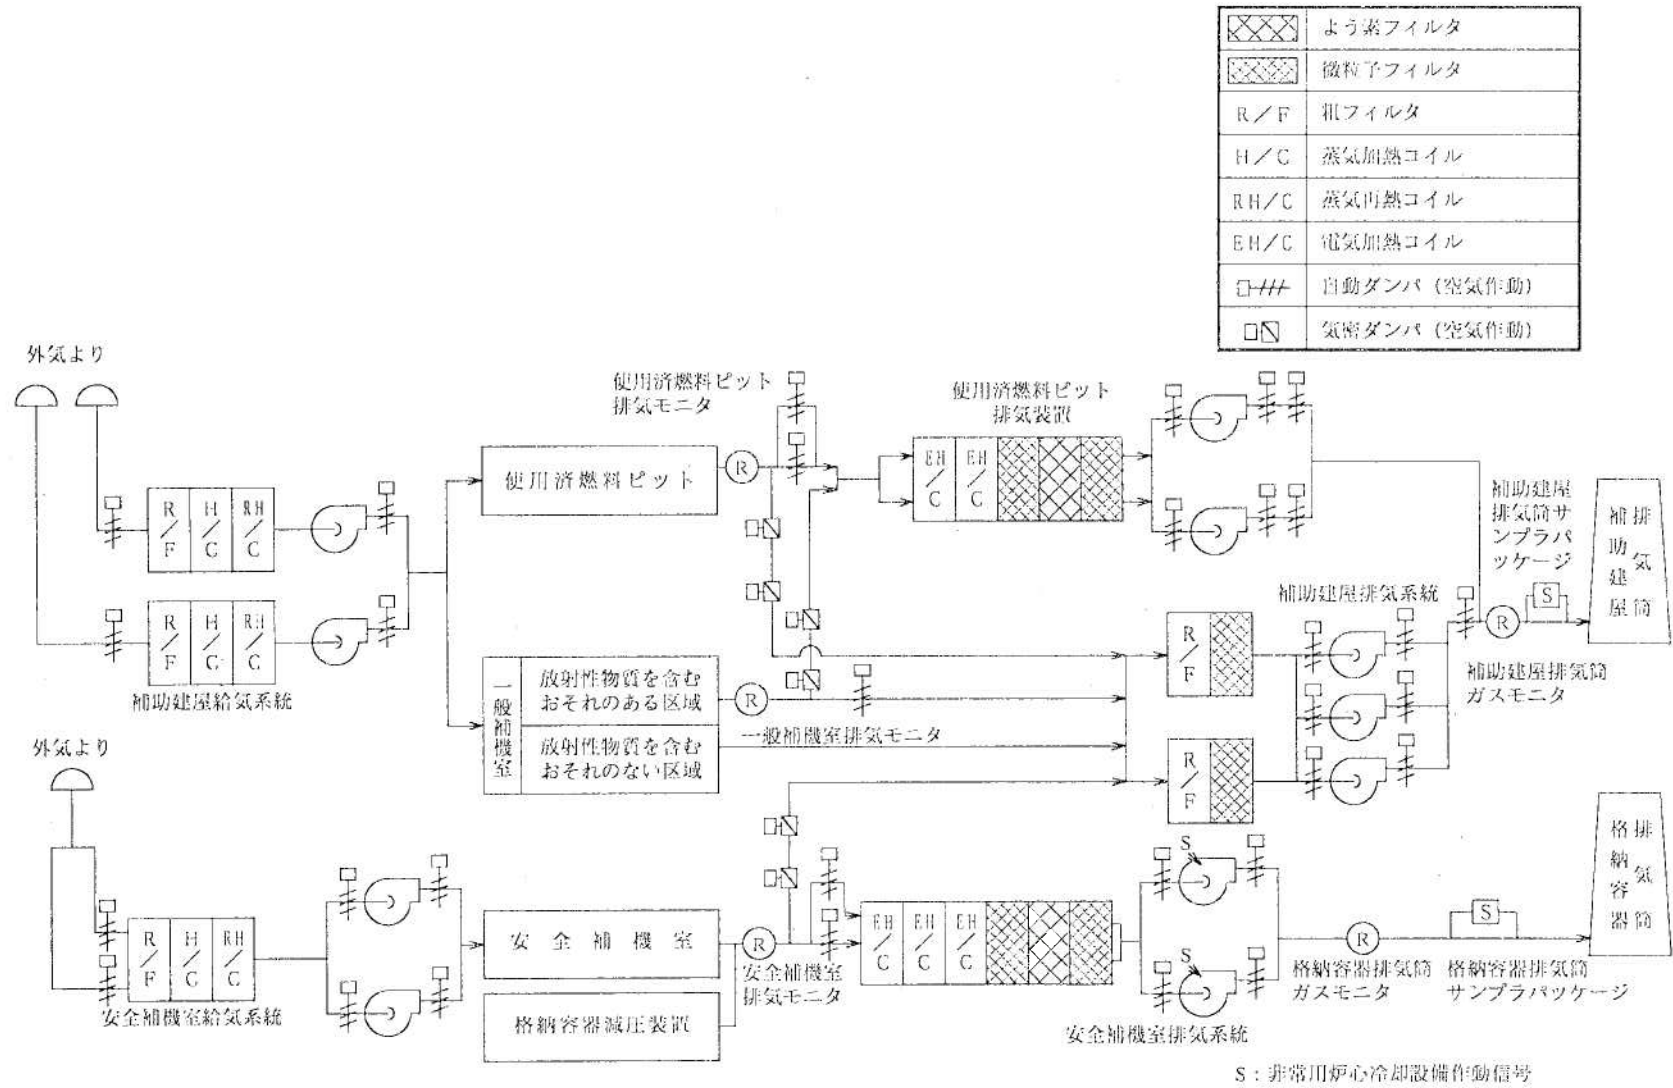 よう素フィルタ
微粒子フィルタ
R／F 粗フィルタ
H／C 蒸気加熱コイル
RH／C 蒸気再熱コイル
EH／C 電気加熱コイル
自動ダンパ（空気作動）
気密ダンパ（空気作動）
外気より
使用済燃料ピット
排気モニタ
使用済燃料ピット
排気装置
EH／C
EH／C
使用済燃料ピット
R
R／F
H／C
RH／C
R／F
H／C
RH／C
補助建屋給気系統
補助建屋
排気筒サ
ンプラパ
ッケージ
補助建屋
排気筒
S
R
補助建屋排気系統
補助建屋排気筒
ガスモニタ
R／F
R／F
一般補機室
放射性物質を含む
おそれのある区域
放射性物質を含む
おそれのない区域
R
一般補機室排気モニタ
外気より
R／F
H／C
RH／C
安全補機室給気系統
安全補機室
格納容器減圧装置
R
安全補機室
排気モニタ
EH／C
EH／C
EH／C
S
S
安全補機室排気系統
R
格納容器排気筒
ガスモニタ
S
格納容器排気筒
サンプラパッケージ
格納容器
排気筒
S：非常用炉心冷却設備作動信号